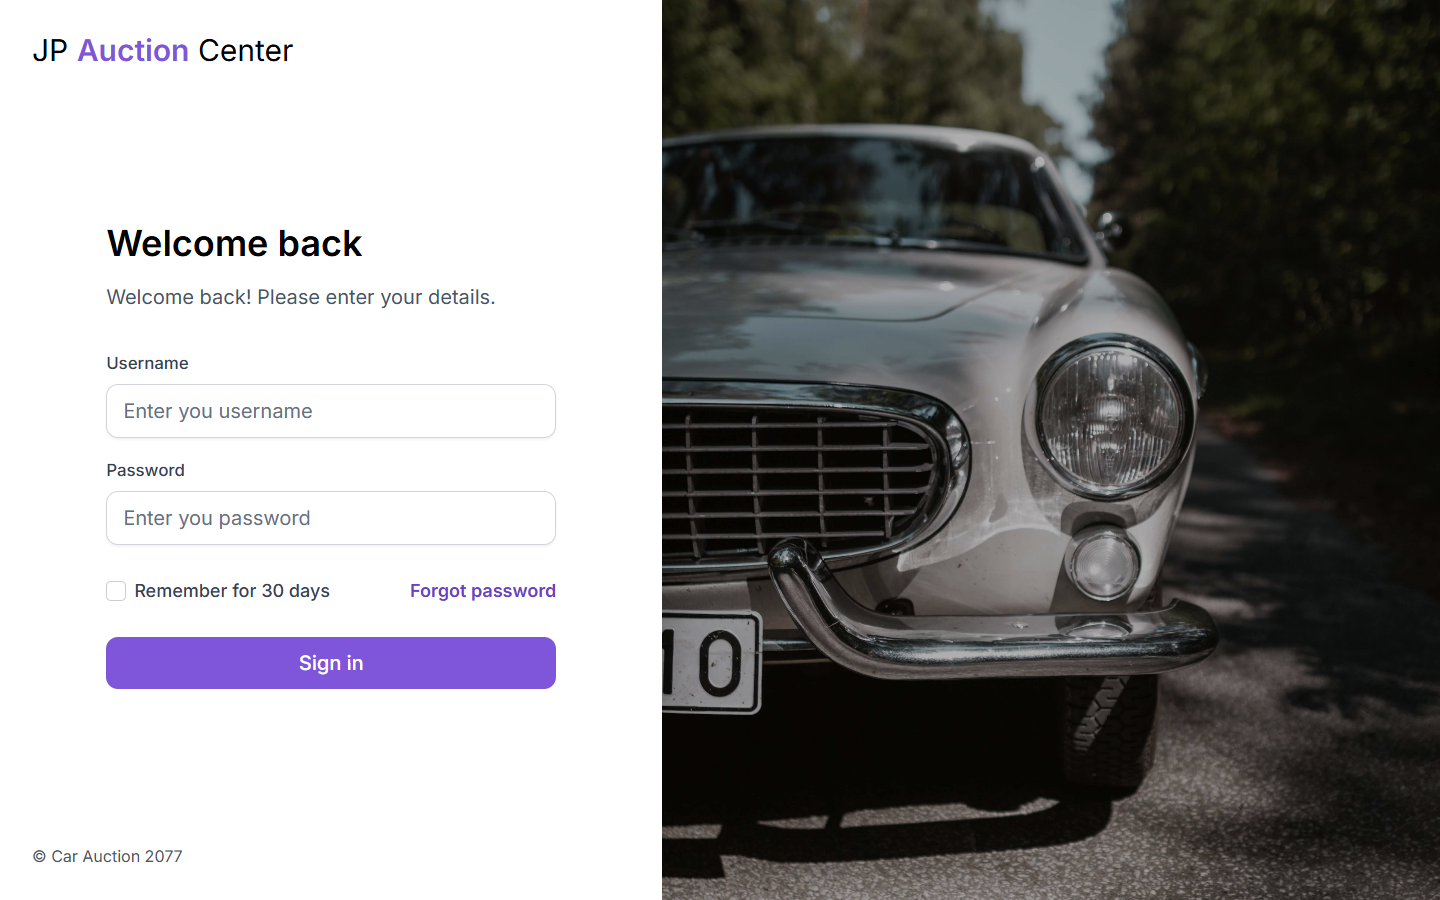 JP Auction Center
Welcome back
Welcome back! Please enter your details.
Username
Enter you username
Password
Enter you password
Remember for 30 days
Forgot password
Sign in
10
© Car Auction 2077